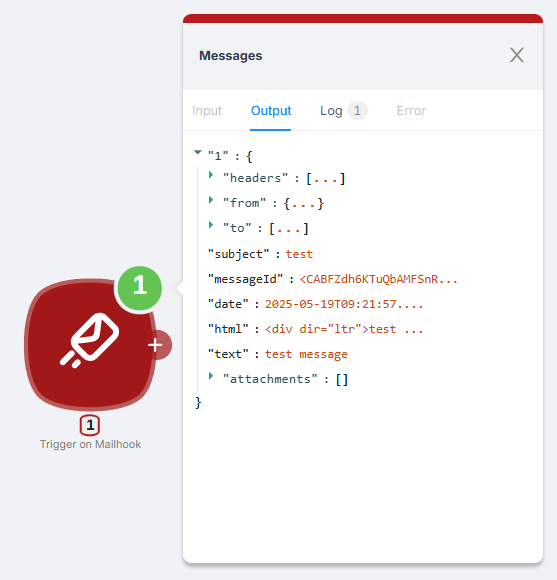 Messages
Input Output Log 1 Error
"1" : {
"headers" : [...]
"from" : {...}
"to" : [...]
"subject" : test
"messageId" : <CABFZdh6KTuQbAMFSnR...
"date" : 2025-05-19T09:21:57....
"html" : <div dir="ltr">test ...
"text" : test message
"attachments" : []
}
1
+
1
Trigger on Mailhook